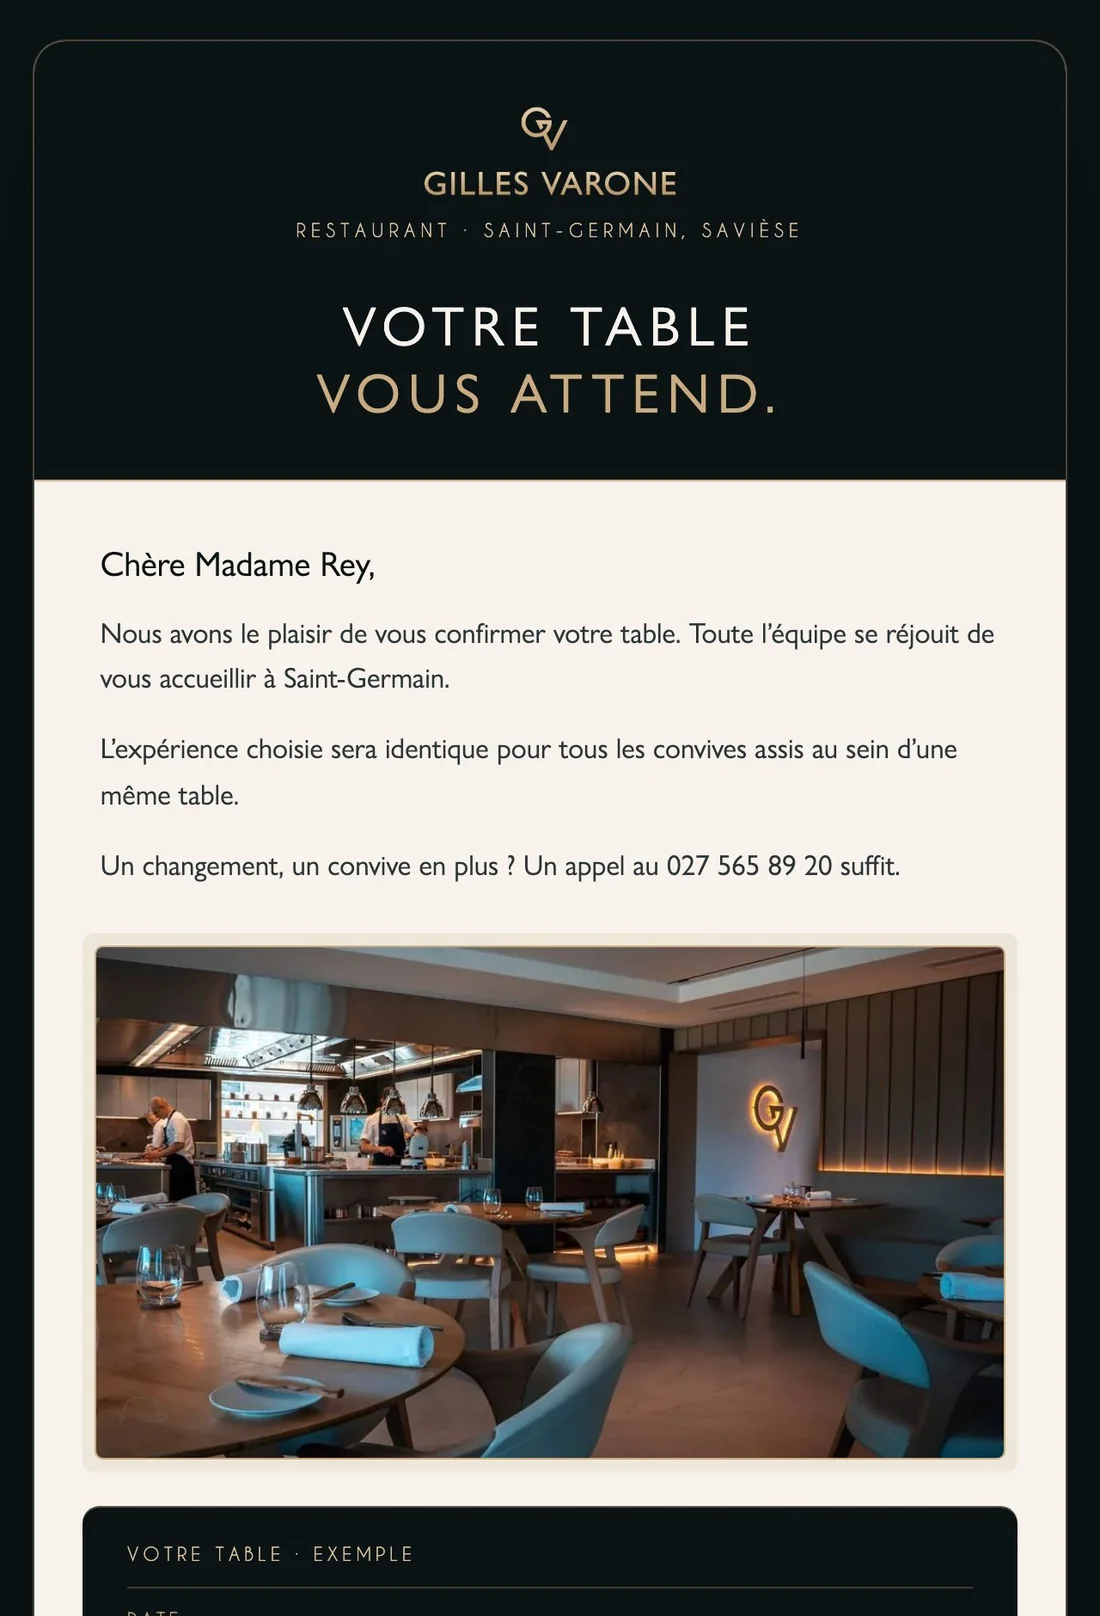 GV
GILLES VARONE
RESTAURANT · SAINT-GERMAIN, SAVIÈSE
VOTRE TABLE
VOUS ATTEND.
Chère Madame Rey,
Nous avons le plaisir de vous confirmer votre table. Toute l’équipe se réjouit de
vous accueillir à Saint-Germain.
L’expérience choisie sera identique pour tous les convives assis au sein d’une
même table.
Un changement, un convive en plus ? Un appel au 027 565 89 20 suffit.
GV
VOTRE TABLE · EXEMPLE